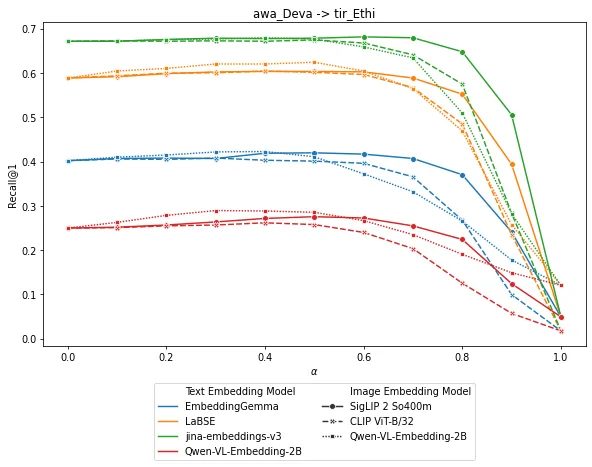 awa_Deva -> tir_Ethi
0.7
0.6
0.5
0.4
0.3
0.2
0.1
0.0
Recall@1
0.0 0.2 0.4 0.6 0.8 1.0
α
Text Embedding Model Image Embedding Model
EmbeddingGemma SigLIP 2 So400m
LaBSE CLIP ViT-B/32
jina-embeddings-v3 Qwen-VL-Embedding-2B
Qwen-VL-Embedding-2B